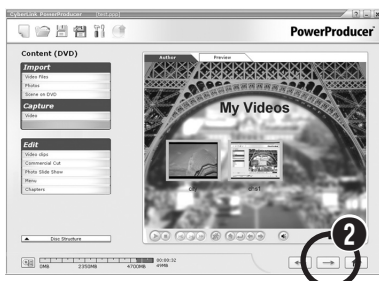 CyberLink PowerProducer
PowerProducer
Content (DVD)
Import
Video files
Photos
Scene on DVD
Capture
Video
Edit
Video clips
Commercial Cut
Photo Slide Show
Menu
Chapters
Disc Structure
Author Preview
My Videos
0MB 2350MB 4700MB
00:00:32
2